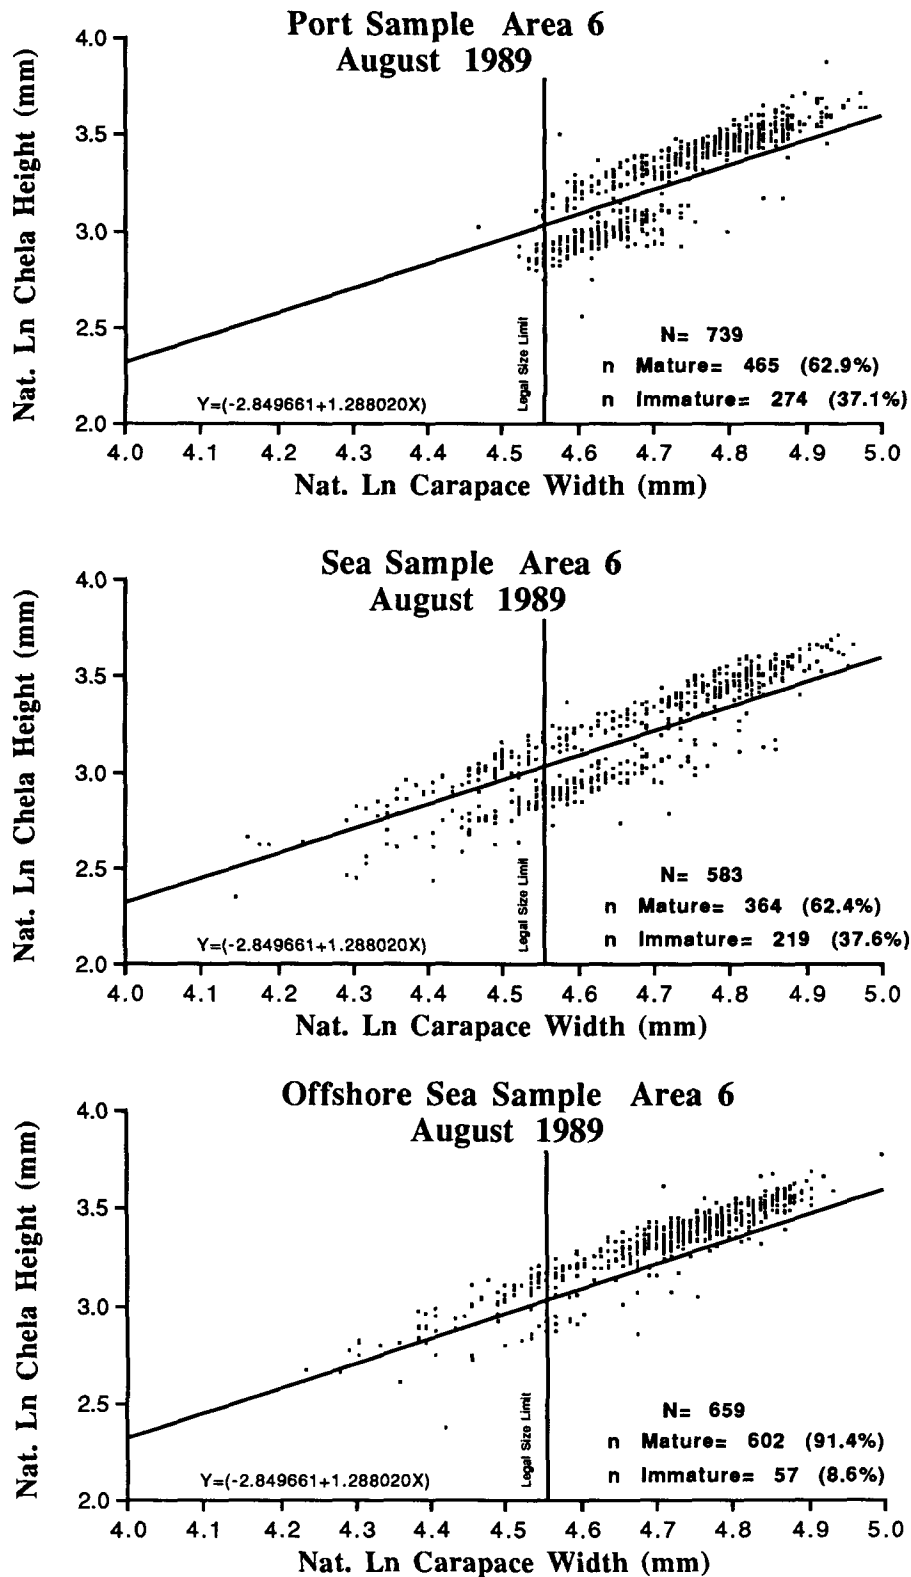 Port Sample Area 6
August 1989
Nat. Ln Chela Height (mm)
4.0
3.5
3.0
2.5
2.0
Legal Size Limit
N= 739
n Mature= 465 (62.9%)
n Immature= 274 (37.1%)
Y=(-2.849661+1.288020X)
4.0 4.1 4.2 4.3 4.4 4.5 4.6 4.7 4.8 4.9 5.0
Nat. Ln Carapace Width (mm)
Sea Sample Area 6
August 1989
Nat. Ln Chela Height (mm)
4.0
3.5
3.0
2.5
2.0
Legal Size Limit
N= 583
n Mature= 364 (62.4%)
n Immature= 219 (37.6%)
Y=(-2.849661+1.288020X)
4.0 4.1 4.2 4.3 4.4 4.5 4.6 4.7 4.8 4.9 5.0
Nat. Ln Carapace Width (mm)
Offshore Sea Sample Area 6
August 1989
Nat. Ln Chela Height (mm)
4.0
3.5
3.0
2.5
2.0
Legal Size Limit
N= 659
n Mature= 602 (91.4%)
n Immature= 57 (8.6%)
Y=(-2.849661+1.288020X)
4.0 4.1 4.2 4.3 4.4 4.5 4.6 4.7 4.8 4.9 5.0
Nat. Ln Carapace Width (mm)